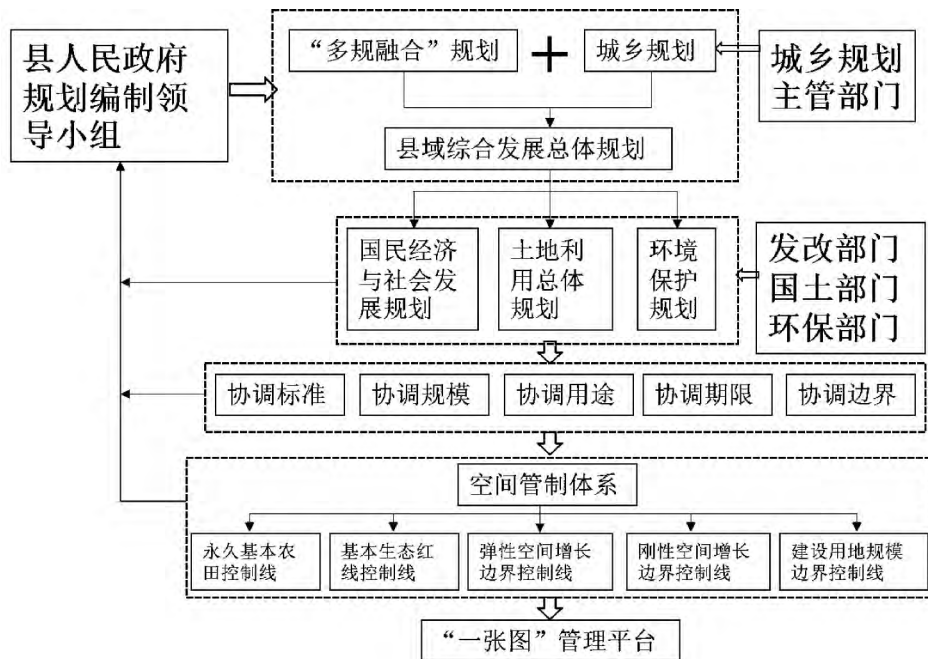 县人民政府
规划编制领
导小组
“多规融合”规划
+
城乡规划
城乡规划
主管部门
县域综合发展总体规划
国民经济
与社会发
展规划
土地利
用总体
规划
环境
保护
规划
发改部门
国土部门
环保部门
协调标准
协调规模
协调用途
协调期限
协调边界
空间管制体系
永久基本农
田控制线
基本生态红
线控制线
弹性空间增长
边界控制线
刚性空间增长
边界控制线
建设用地规模
边界控制线
“一张图”管理平台